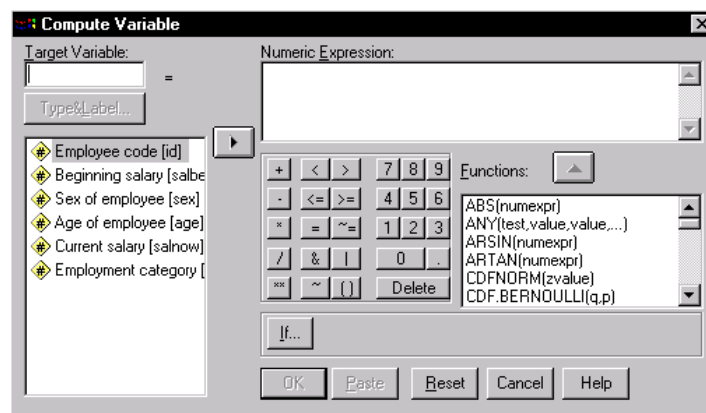 Compute Variable
Target Variable:
=
Type&Label...
Employee code [id]
Beginning salary [salbe
Sex of employee [sex]
Age of employee [age]
Current salary [salnow]
Employment category [
Numeric Expression:
+ < > 7 8 9
- <= >= 4 5 6
* = ~= 1 2 3
/ & | 0 .
** ~ () Delete
Functions:
ABS(numexpr)
ANY(test,value,value,...)
ARSIN(numexpr)
ARTAN(numexpr)
CDFNORM(zvalue)
CDF.BERNOULLI(q,p)
If...
OK Paste Reset Cancel Help